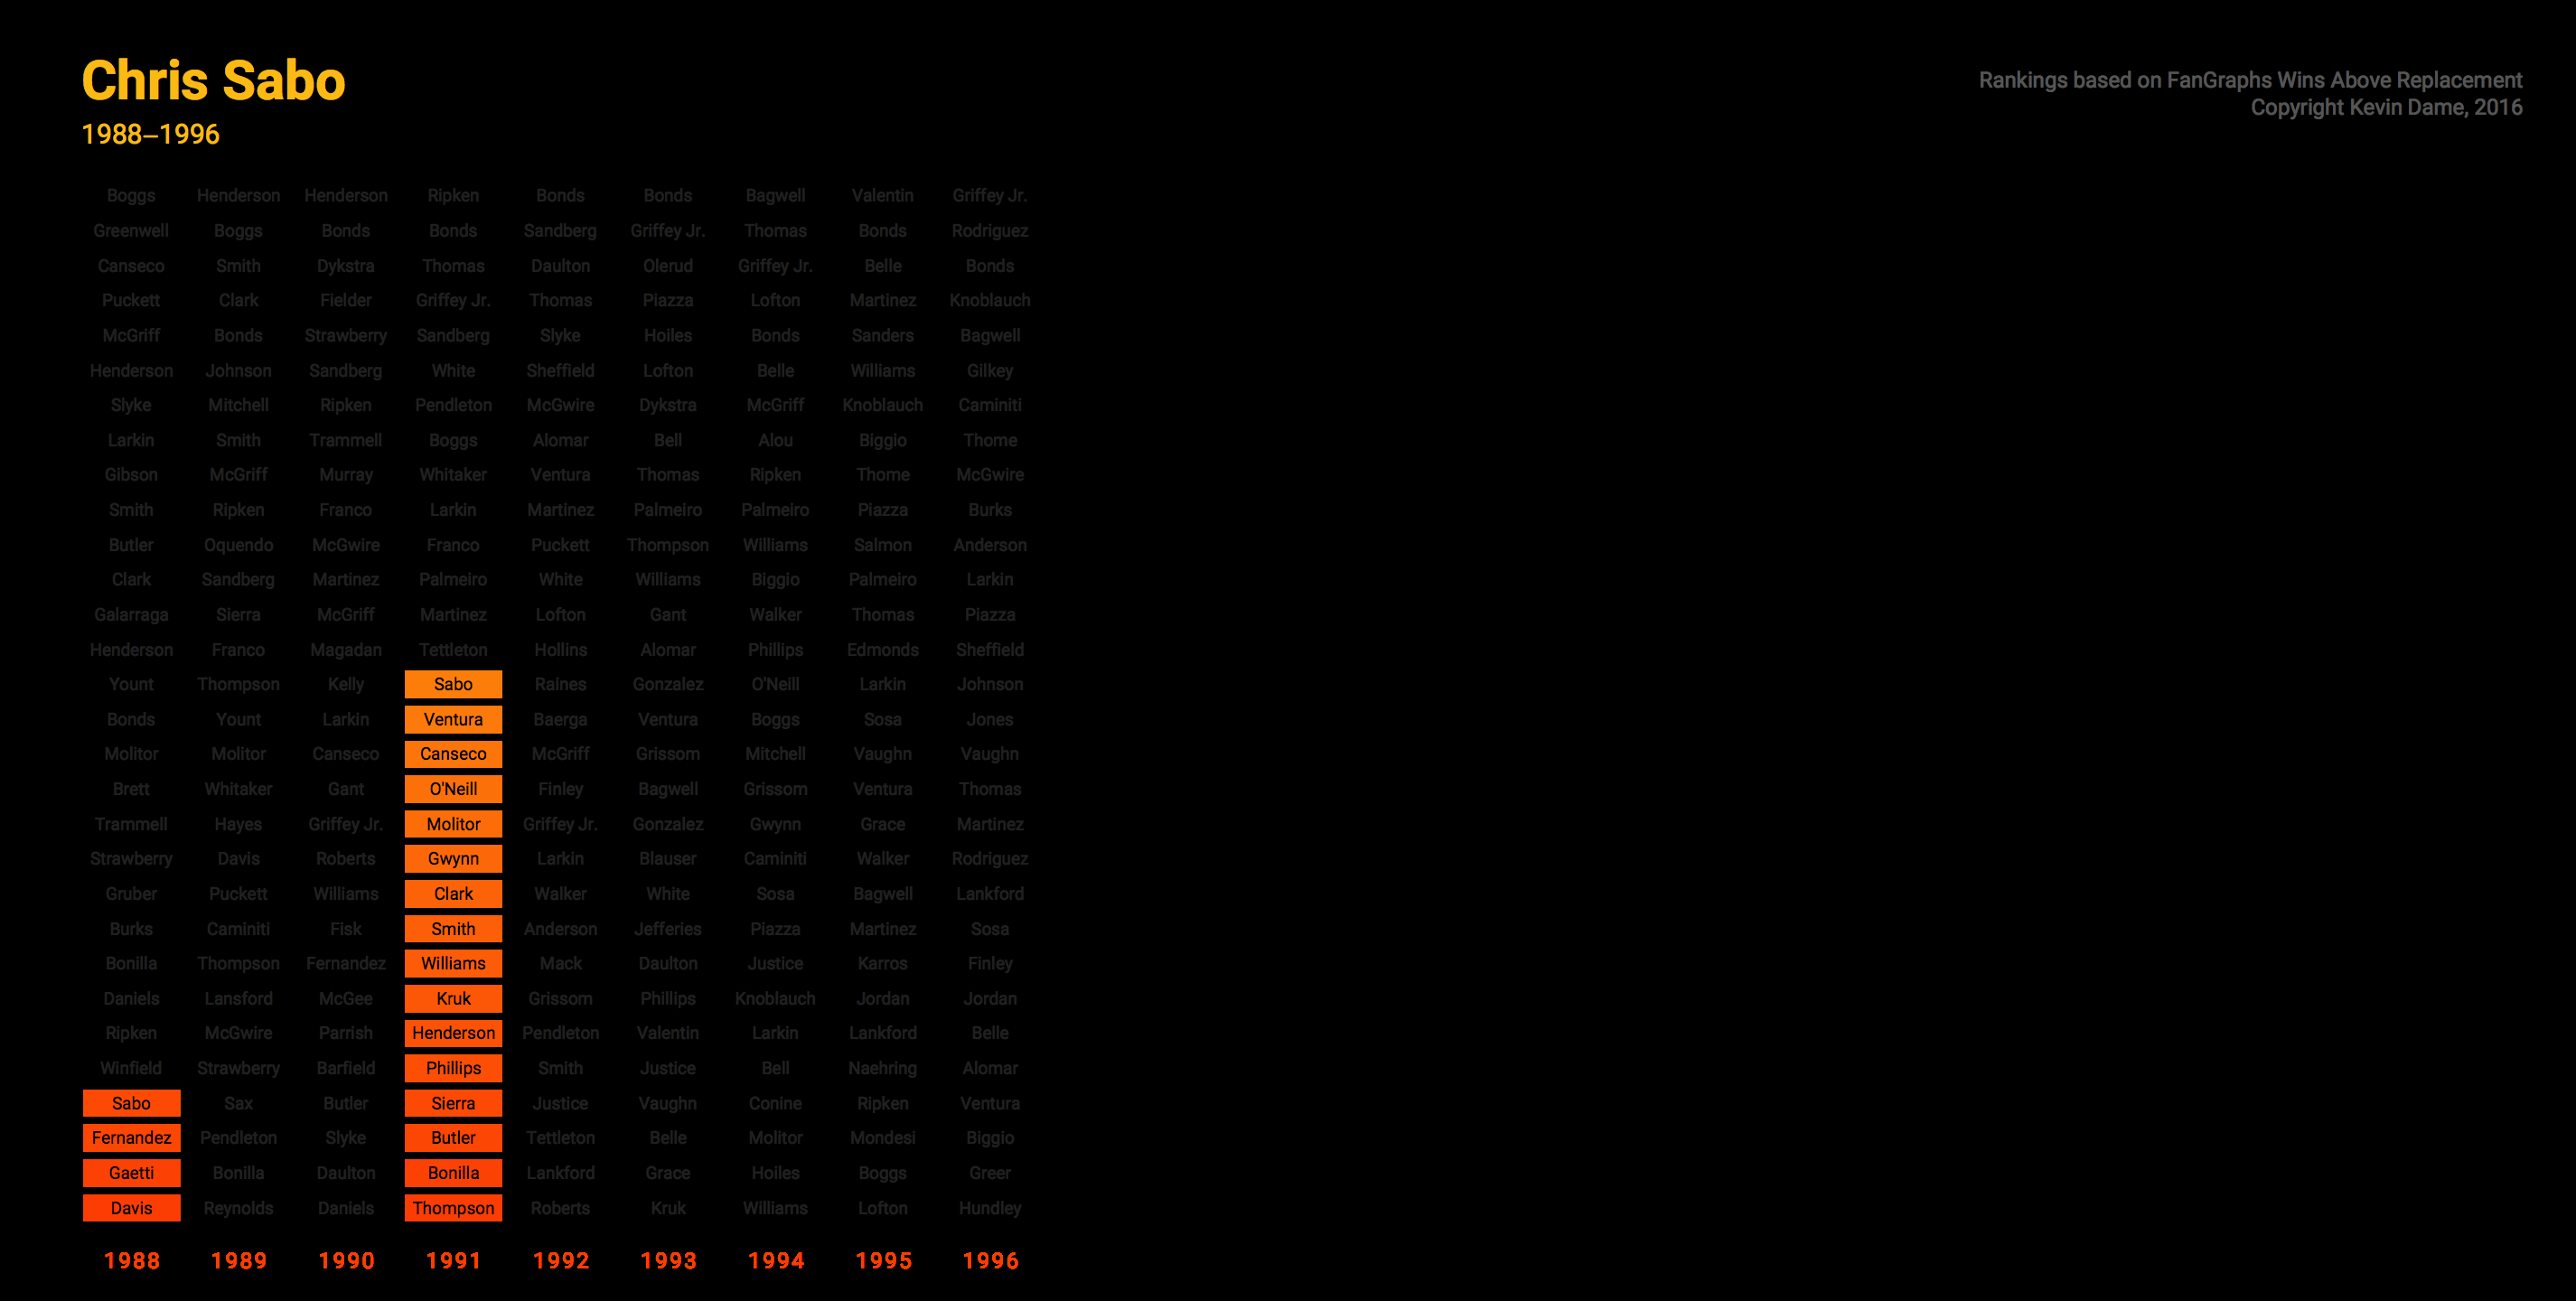 Chris Sabo
1988–1996
Rankings based on FanGraphs Wins Above Replacement
Copyright Kevin Dame, 2016
Boggs Henderson Henderson Ripken Bonds Bonds Bagwell Valentin Griffey Jr.
Greenwell Boggs Bonds Bonds Sandberg Griffey Jr. Thomas Bonds Rodriguez
Canseco Smith Dykstra Thomas Daulton Olerud Griffey Jr. Belle Bonds
Puckett Clark Fielder Griffey Jr. Thomas Piazza Lofton Martinez Knoblauch
McGriff Bonds Strawberry Sandberg Slyke Hoiles Bonds Sanders Bagwell
Henderson Johnson Sandberg White Sheffield Lofton Belle Williams Gilkey
Slyke Mitchell Ripken Pendleton McGwire Dykstra McGriff Knoblauch Caminiti
Larkin Smith Trammell Boggs Alomar Bell Alou Biggio Thome
Gibson McGriff Murray Whitaker Ventura Thomas Ripken Thome McGwire
Smith Ripken Franco Larkin Martinez Palmeiro Palmeiro Piazza Burks
Butler Oquendo McGwire Franco Puckett Thompson Williams Salmon Anderson
Clark Sandberg Martinez Palmeiro White Williams Biggio Palmeiro Larkin
Galarraga Sierra McGriff Martinez Lofton Gant Walker Thomas Piazza
Henderson Franco Magadan Tettleton Hollins Alomar Phillips Edmonds Sheffield
Yount Thompson Kelly Sabo Raines Gonzalez O'Neill Larkin Johnson
Bonds Yount Larkin Ventura Baerga Ventura Boggs Sosa Jones
Molitor Molitor Canseco Canseco McGriff Grissom Mitchell Vaughn Vaughn
Brett Whitaker Gant O'Neill Finley Bagwell Grissom Ventura Thomas
Trammell Hayes Griffey Jr. Molitor Griffey Jr. Gonzalez Gwynn Grace Martinez
Strawberry Davis Roberts Gwynn Larkin Blauser Caminiti Walker Rodriguez
Gruber Puckett Williams Clark Walker White Sosa Bagwell Lankford
Burks Caminiti Fisk Smith Anderson Jefferies Piazza Martinez Sosa
Bonilla Thompson Fernandez Williams Mack Daulton Justice Karros Finley
Daniels Lansford McGee Kruk Grissom Phillips Knoblauch Jordan Jordan
Ripken McGwire Parrish Henderson Pendleton Valentin Larkin Lankford Belle
Winfield Strawberry Barfield Phillips Smith Justice Bell Naehring Alomar
Sabo Sax Butler Sierra Justice Vaughn Conine Ripken Ventura
Fernandez Pendleton Slyke Butler Tettleton Belle Molitor Mondesi Biggio
Gaetti Bonilla Daulton Bonilla Lankford Grace Hoiles Boggs Greer
Davis Reynolds Daniels Thompson Roberts Kruk Williams Lofton Hundley
1988 1989 1990 1991 1992 1993 1994 1995 1996